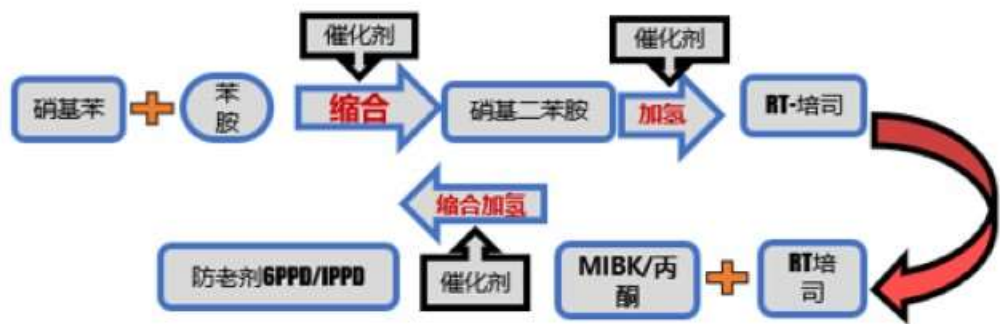 催化剂
催化剂
硝基苯
苯
胺
缩合
硝基二苯胺
加氢
RT-培司
缩合加氢
防老剂6PPD/IPPD
催化剂
MIBK/丙
酮
RT培
司